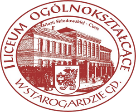 I LICEUM OGÓLNOKSZTAŁCĄCE
W STAROGARDZIE GD.